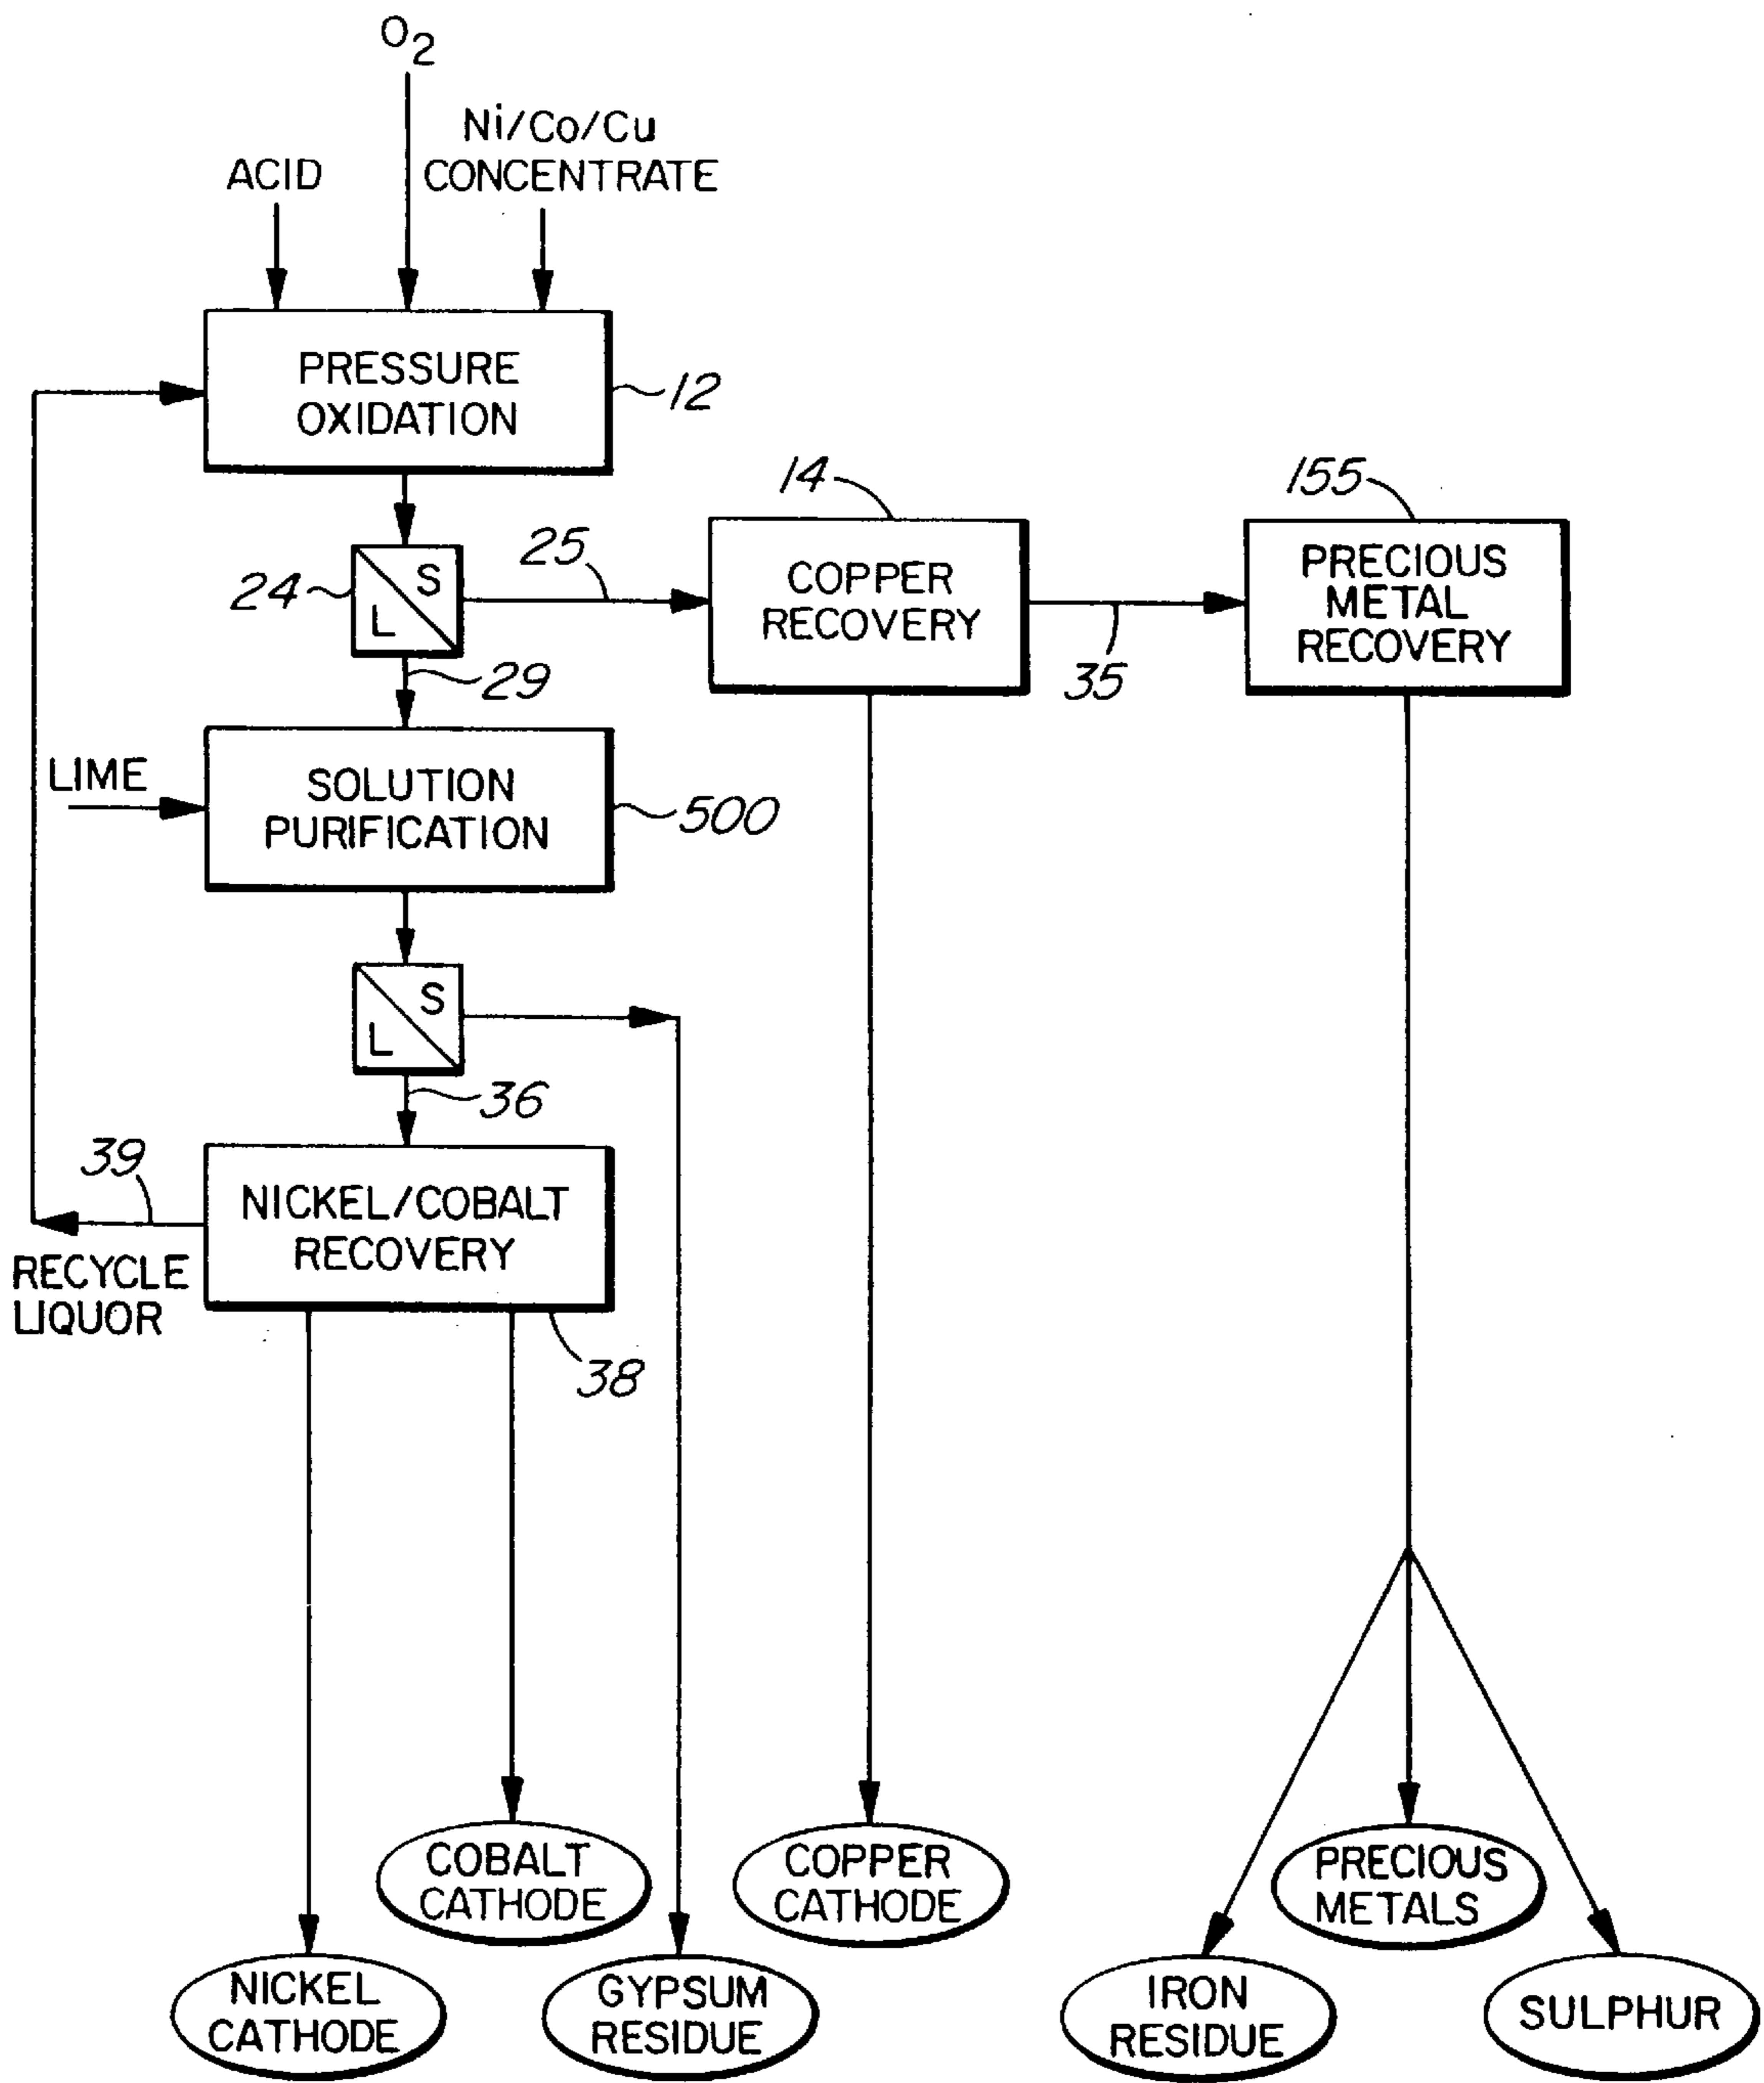 O2
Ni/Co/Cu
CONCENTRATE
ACID
PRESSURE
OXIDATION
12
14
155
25
24
S
L
COPPER
RECOVERY
PRECIOUS
METAL
RECOVERY
35
29
LIME
SOLUTION
PURIFICATION
500
S
L
36
39
NICKEL/COBALT
RECOVERY
RECYCLE
LIQUOR
38
COBALT
CATHODE
COPPER
CATHODE
PRECIOUS
METALS
NICKEL
CATHODE
GYPSUM
RESIDUE
IRON
RESIDUE
SULPHUR